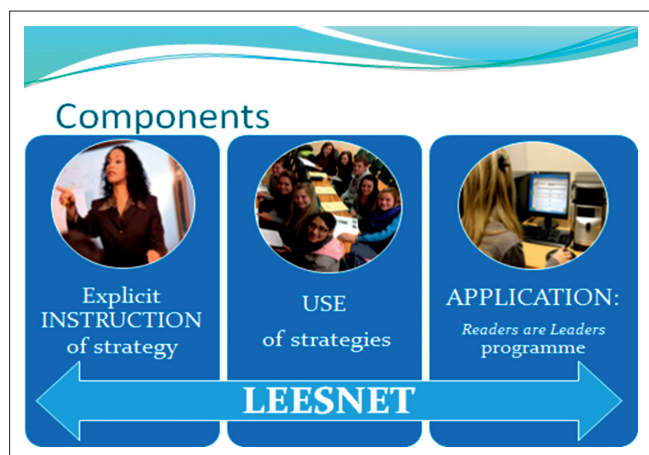 Components
Explicit
INSTRUCTION
of strategy
USE
of strategies
APPLICATION:
Readers are Leaders
programme
LEESNET